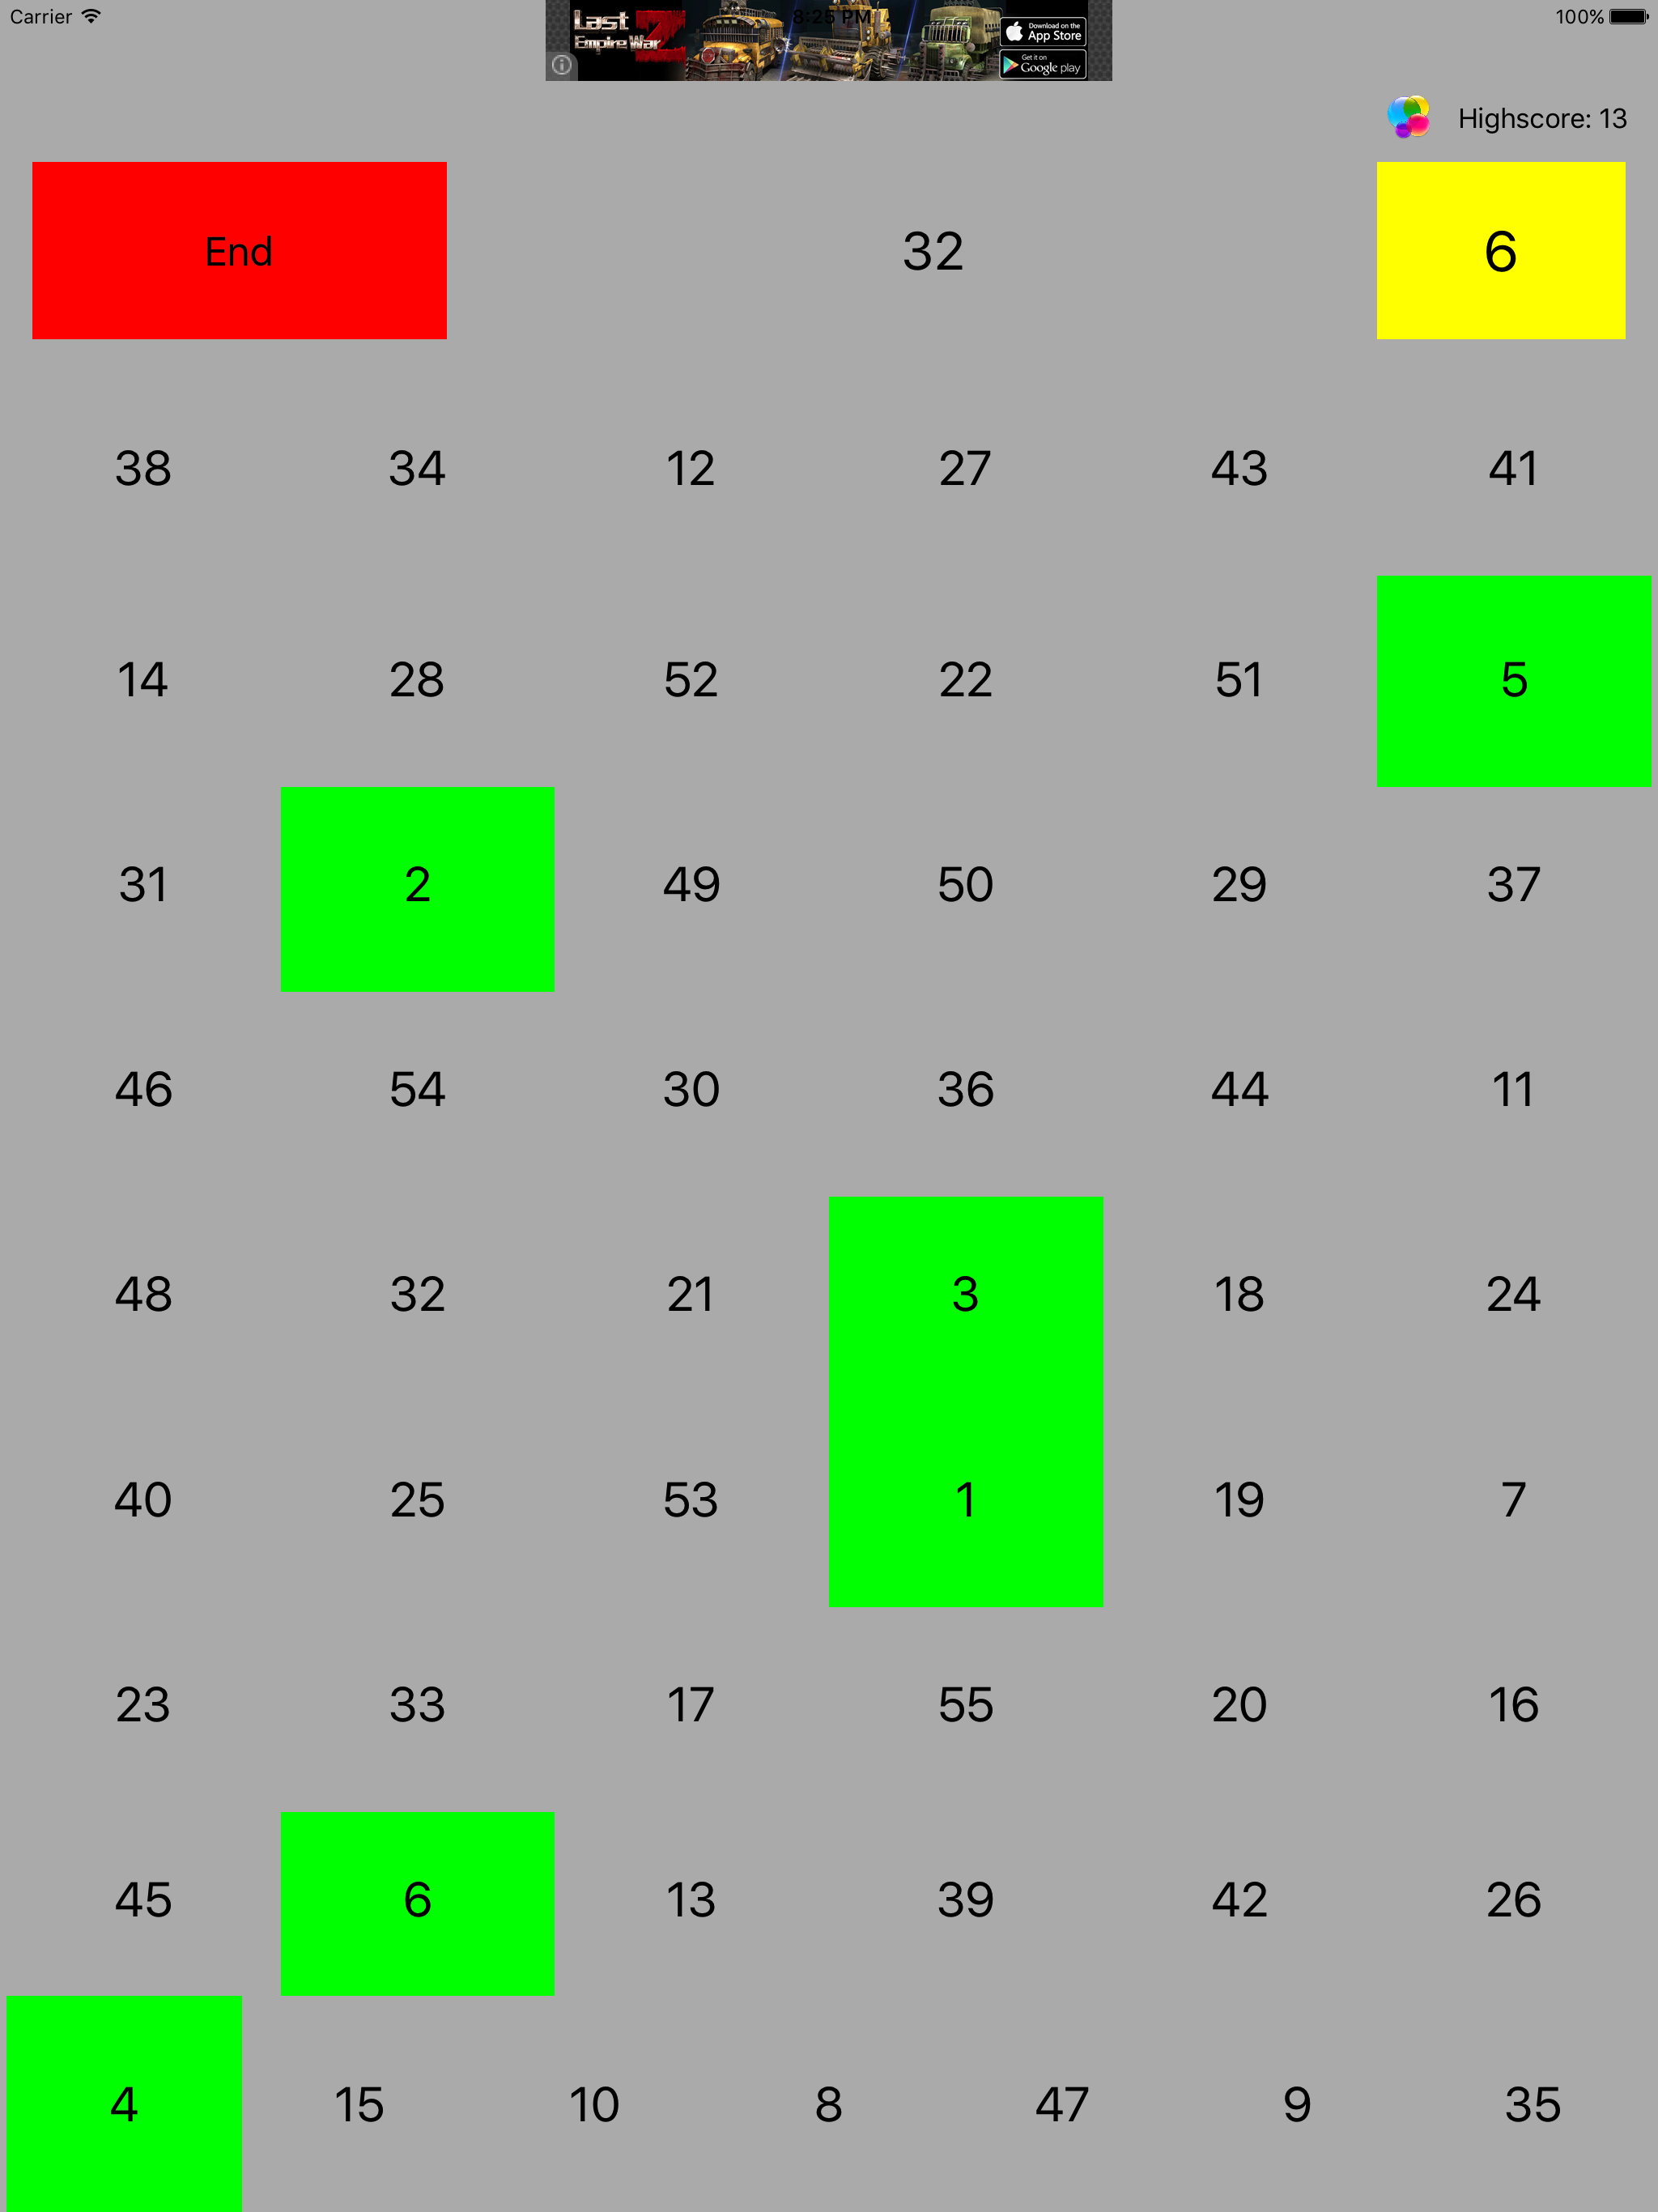 Carrier 8:25 PM 100%
Last
Empire War Z
Download on the
App Store
Get it on
Google play
Highscore: 13
End 32 6
38 34 12 27 43 41
14 28 52 22 51 5
31 2 49 50 29 37
46 54 30 36 44 11
48 32 21 3 18 24
40 25 53 1 19 7
23 33 17 55 20 16
45 6 13 39 42 26
4 15 10 8 47 9 35